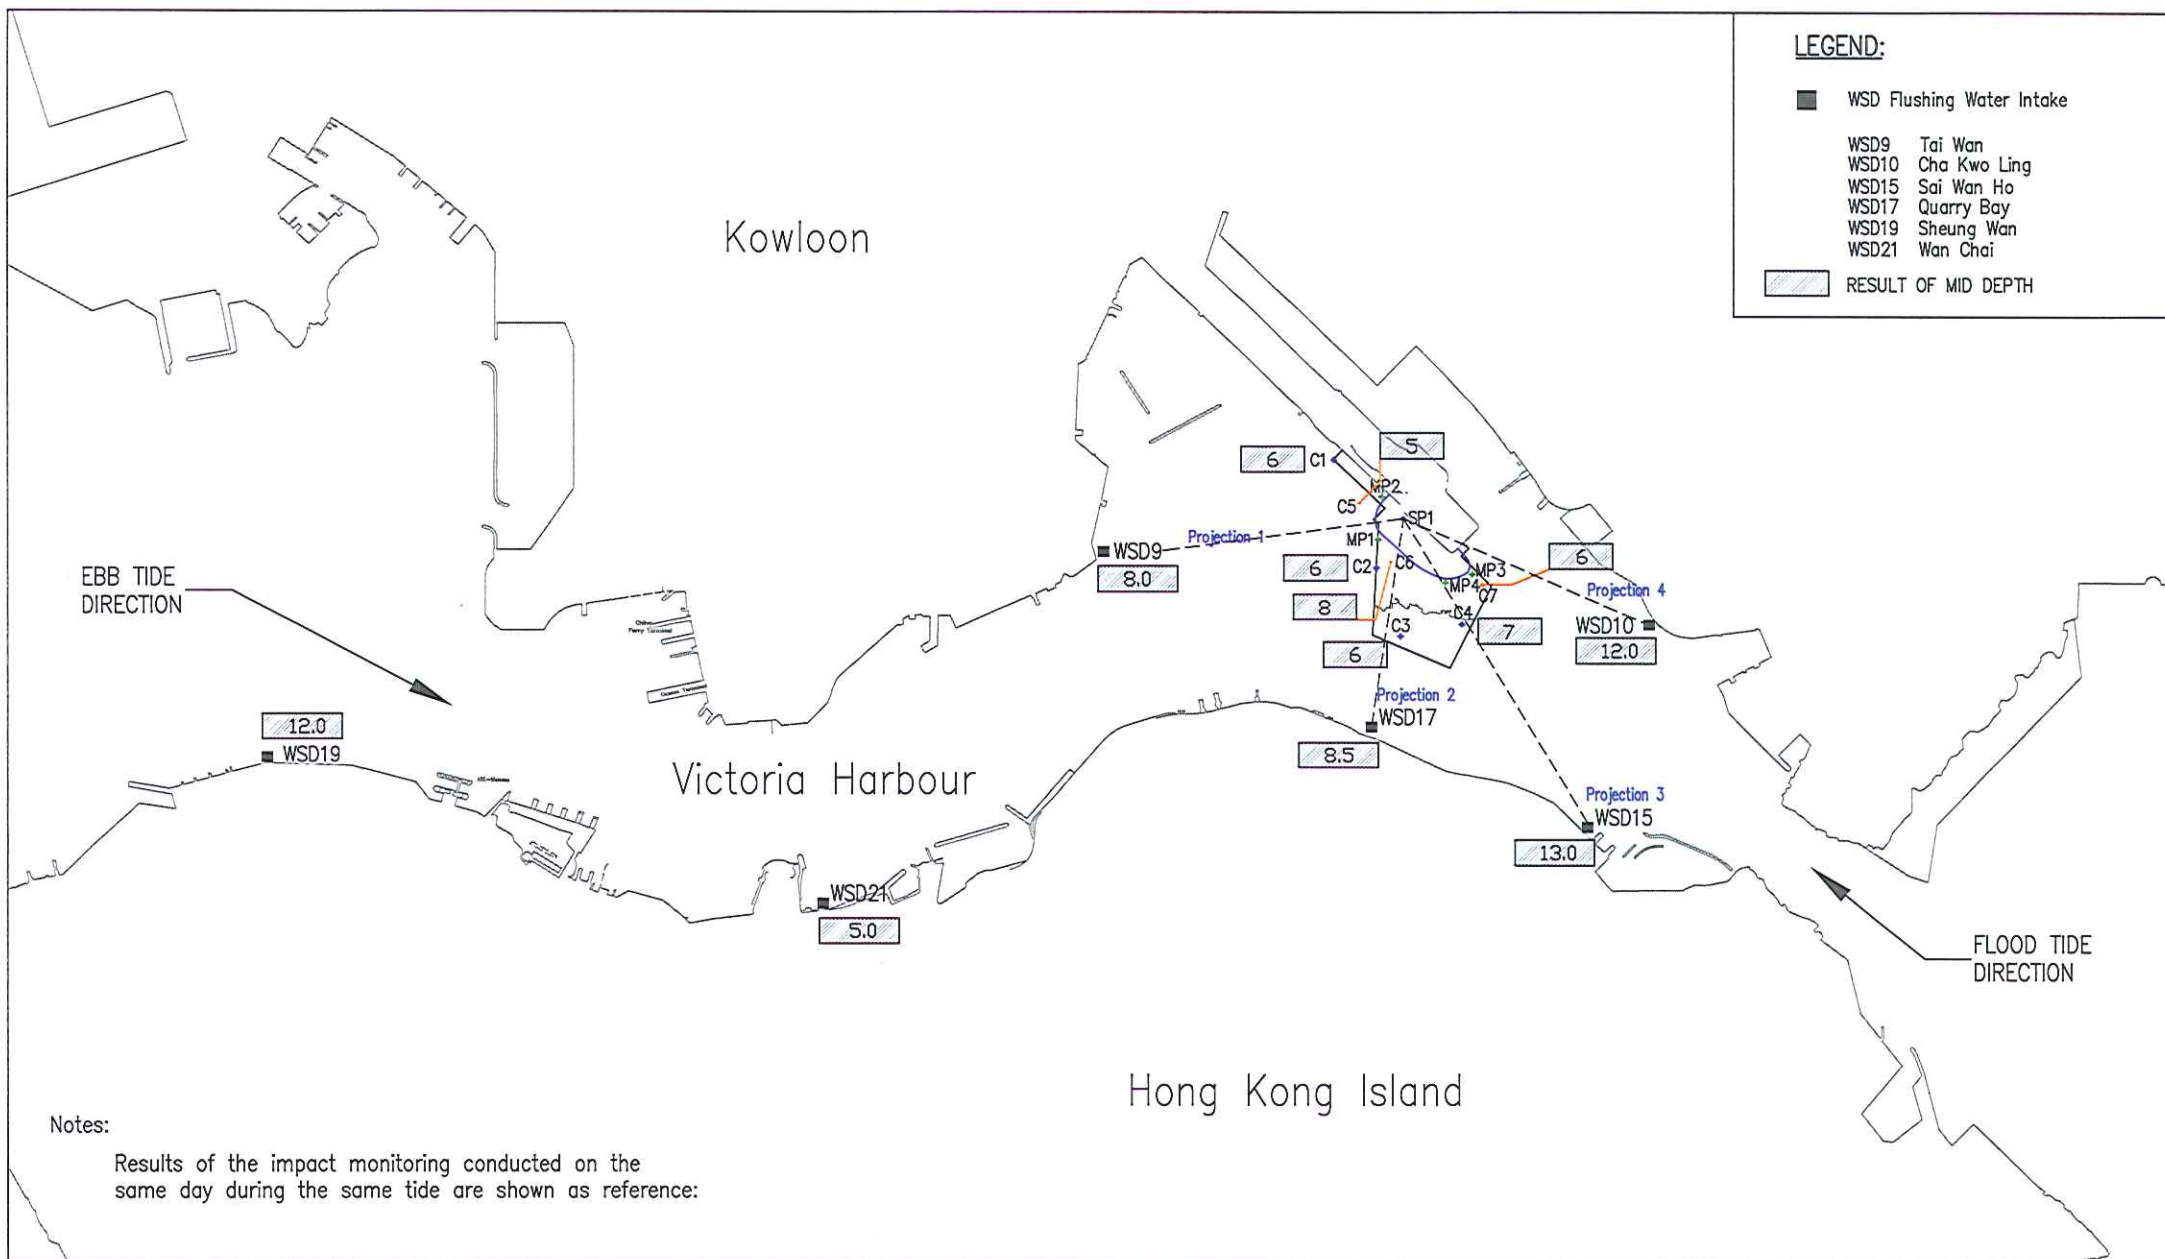 LEGEND:
WSD Flushing Water Intake
WSD9 Tai Wan
WSD10 Cha Kwo Ling
WSD15 Sai Wan Ho
WSD17 Quarry Bay
WSD19 Sheung Wan
WSD21 Wan Chai
RESULT OF MID DEPTH
Kowloon
5
6 C1
MP2
C5
SP1
Projection 1
MP1
WSD9
8.0
6 C2
C6
6
MP3
MP4
C7
8
C4
C3
7
6
Projection 4
WSD10
12.0
EBB TIDE
DIRECTION
China
Ferry Terminal
Ocean Terminal
Projection 2
WSD17
8.5
12.0
WSD19
Victoria Harbour
Projection 3
WSD15
13.0
WSD21
5.0
FLOOD TIDE
DIRECTION
Hong Kong Island
Notes:
Results of the impact monitoring conducted on the
same day during the same tide are shown as reference: